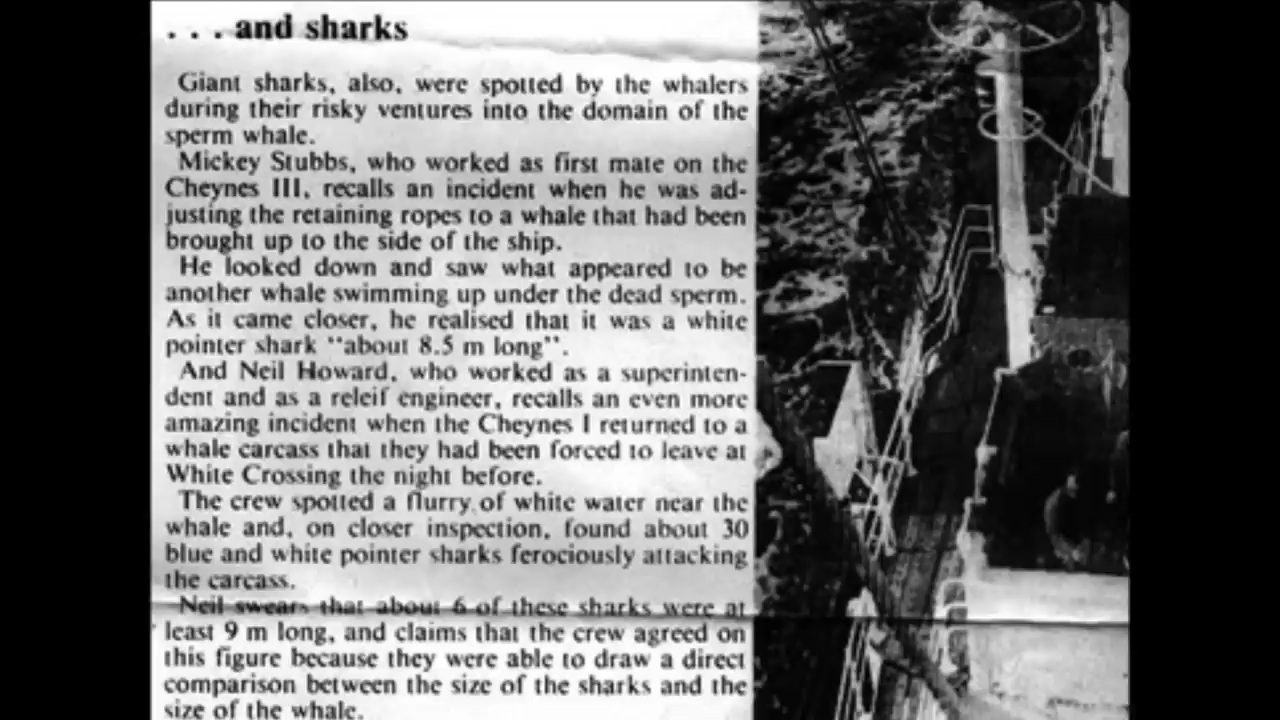 . . . and sharks
Giant sharks, also, were spotted by the whalers
during their risky ventures into the domain of the
sperm whale.
Mickey Stubbs, who worked as first mate on the
Cheynes III, recalls an incident when he was ad-
justing the retaining ropes to a whale that had been
brought up to the side of the ship.
He looked down and saw what appeared to be
another whale swimming up under the dead sperm.
As it came closer, he realised that it was a white
pointer shark "about 8.5 m long".
And Neil Howard, who worked as a superinten-
dent and as a releif engineer, recalls an even more
amazing incident when the Cheynes I returned to a
whale carcass that they had been forced to leave at
White Crossing the night before.
The crew spotted a flurry of white water near the
whale and, on closer inspection, found about 30
blue and white pointer sharks ferociously attacking
the carcass.
Neil swears that about 6 of these sharks were at
least 9 m long, and claims that the crew agreed on
this figure because they were able to draw a direct
comparison between the size of the sharks and the
size of the whale.